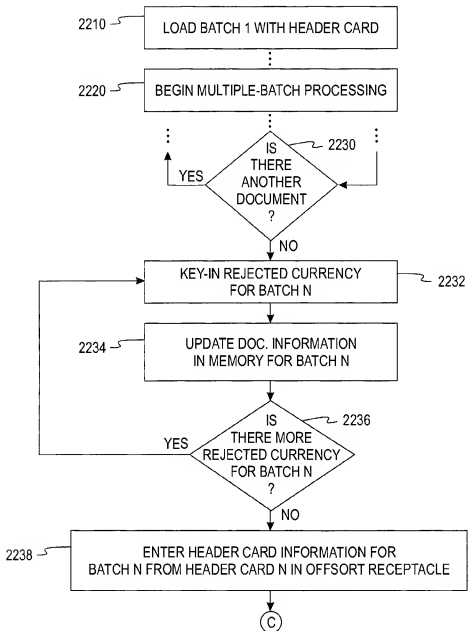 2210
LOAD BATCH 1 WITH HEADER CARD
2220
BEGIN MULTIPLE-BATCH PROCESSING
2230
IS
THERE
ANOTHER
DOCUMENT
?
YES
NO
KEY-IN REJECTED CURRENCY
FOR BATCH N
2232
2234
UPDATE DOC. INFORMATION
IN MEMORY FOR BATCH N
2236
IS
THERE MORE
REJECTED CURRENCY
FOR BATCH N
?
YES
NO
2238
ENTER HEADER CARD INFORMATION FOR
BATCH N FROM HEADER CARD N IN OFFSORT RECEPTACLE
C